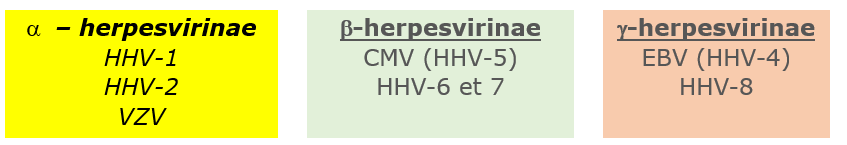 α – herpesvirinae
HHV-1
HHV-2
VZV
β-herpesvirinae
CMV (HHV-5)
HHV-6 et 7
γ-herpesvirinae
EBV (HHV-4)
HHV-8